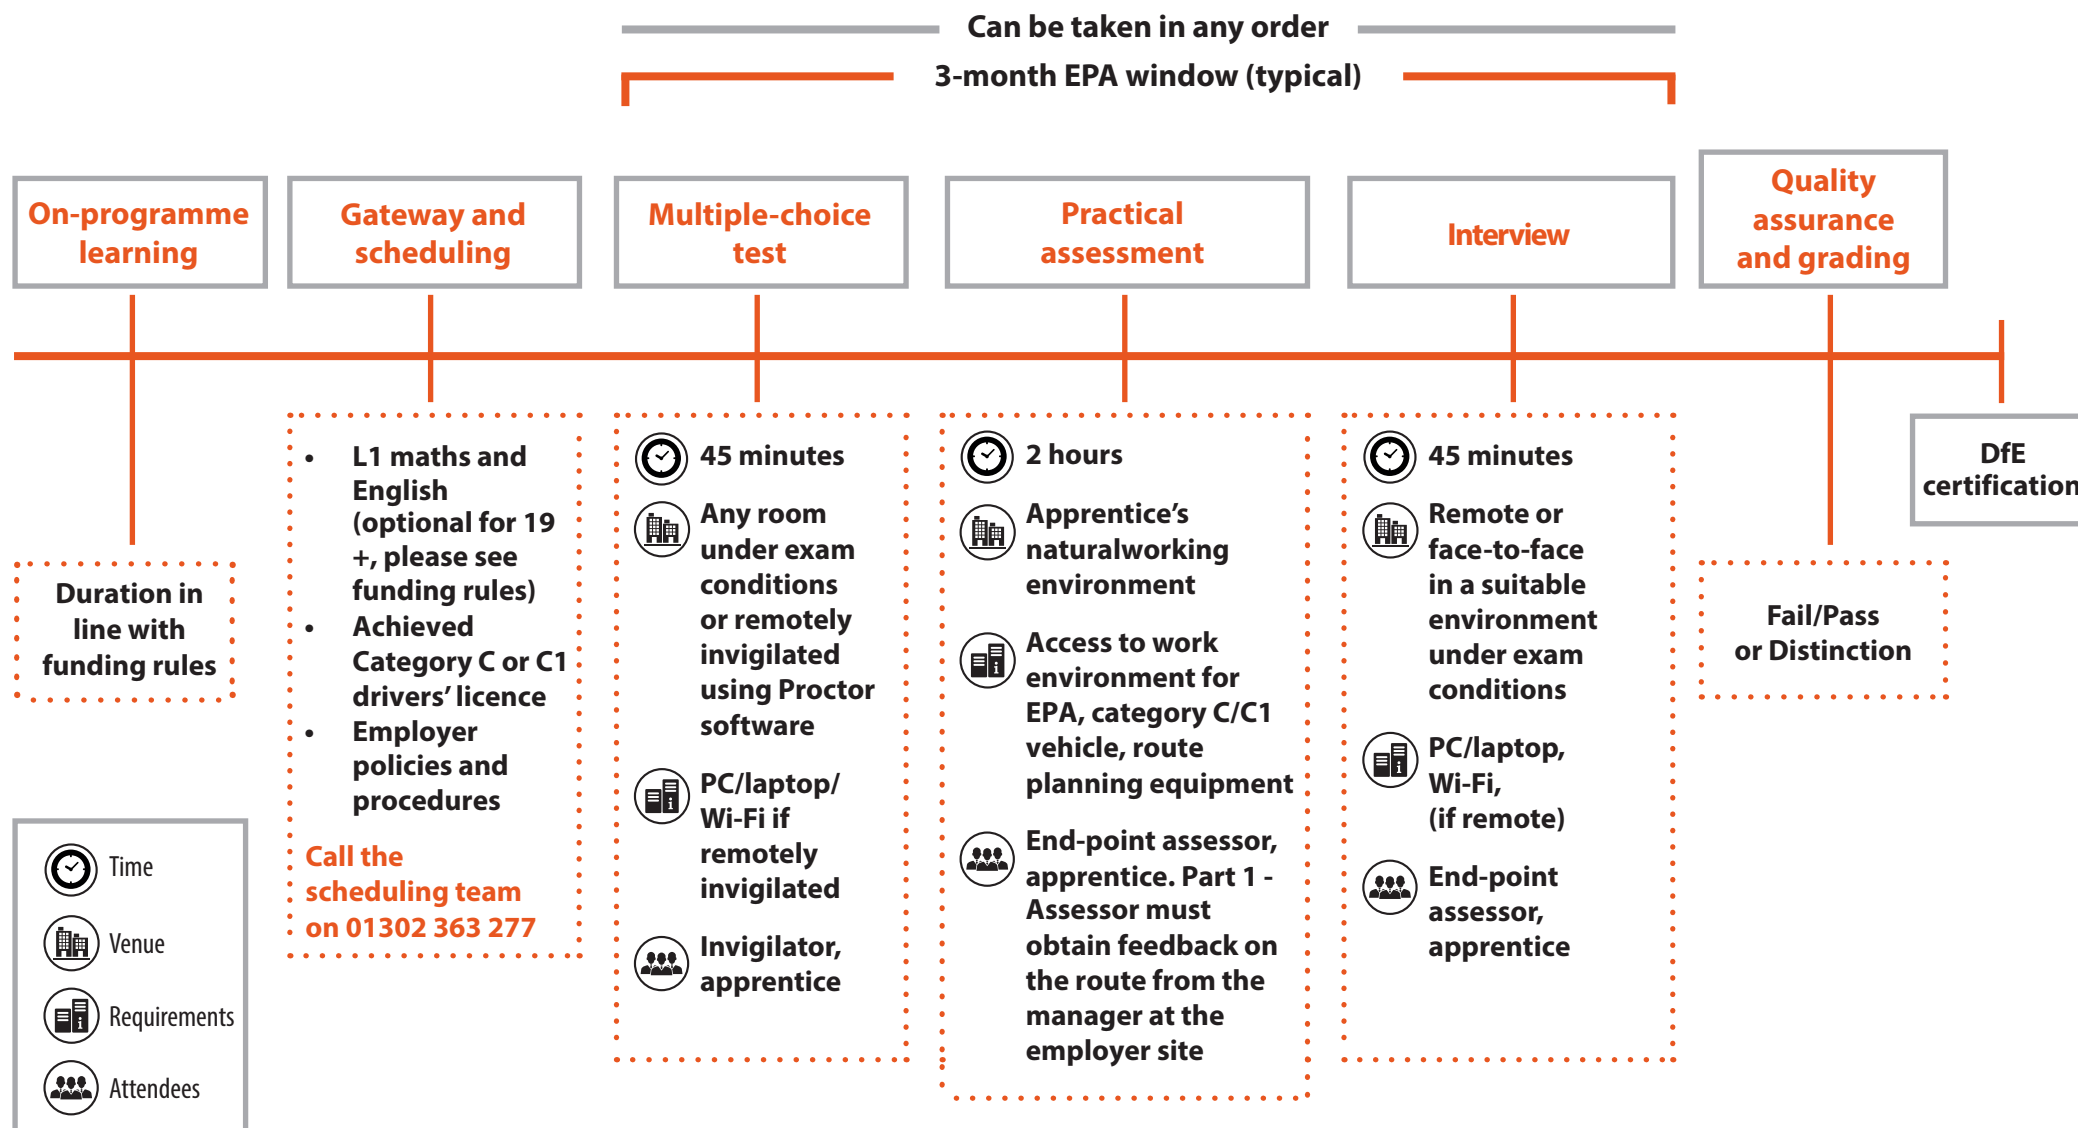 Can be taken in any order
3-month EPA window (typical)
On-programme
learning
Gateway and
scheduling
Multiple-choice
test
Practical
assessment
Interview
Quality
assurance
and grading
Duration in
line with
funding rules
• L1 maths and
English
(optional for 19
+, please see
funding rules)
• Achieved
Category C or C1
drivers’ licence
• Employer
policies and
procedures
Call the
scheduling team
on 01302 363 277
45 minutes
Any room
under exam
conditions
or remotely
invigilated
using Proctor
software
PC/laptop/
Wi-Fi if
remotely
invigilated
Invigilator,
apprentice
2 hours
Apprentice’s
naturalworking
environment
Access to work
environment for
EPA, category C/C1
vehicle, route
planning equipment
End-point assessor,
apprentice. Part 1 -
Assessor must
obtain feedback on
the route from the
manager at the
employer site
45 minutes
Remote or
face-to-face
in a suitable
environment
under exam
conditions
PC/laptop,
Wi-Fi,
(if remote)
End-point
assessor,
apprentice
Fail/Pass
or Distinction
DfE
certification
Time
Venue
Requirements
Attendees